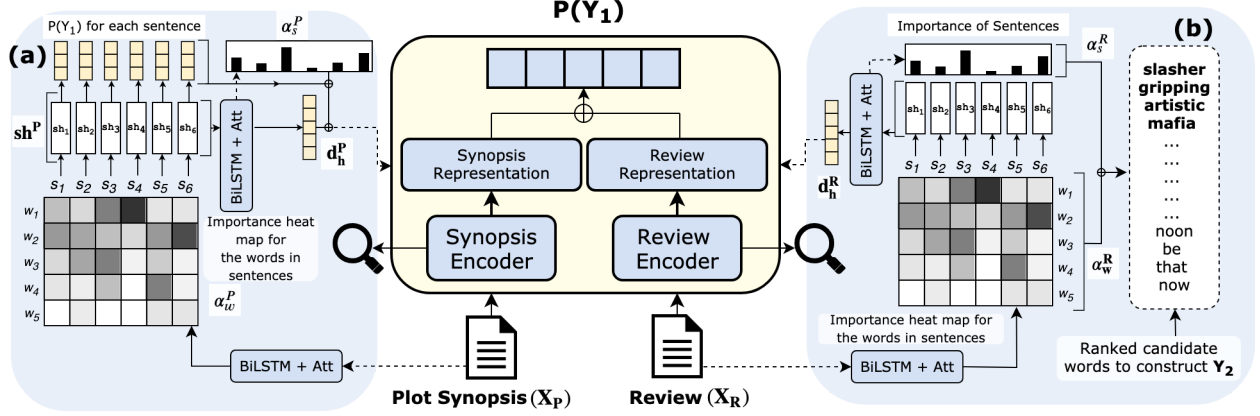 (a)
P(Y₁) for each sentence
α_s^P
sh^P
sh₁ sh₂ sh₃ sh₄ sh₅ sh₆
BiLSTM + Att
d_h^P
s₁ s₂ s₃ s₄ s₅ s₆
w₁
w₂
w₃
w₄
w₅
Importance heat
map for
the words in
sentences
α_w^P
BiLSTM + Att
P(Y₁)
Synopsis
Representation
Review
Representation
Synopsis
Encoder
Review
Encoder
Plot Synopsis (X_P)
Review (X_R)
(b)
Importance of Sentences
α_s^R
BiLSTM + Att
sh₁ sh₂ sh₃ sh₄ sh₅ sh₆
d_h^R
s₁ s₂ s₃ s₄ s₅ s₆
w₁
w₂
w₃
w₄
w₅
α_w^R
Importance heat map for
the words in sentences
BiLSTM + Att
slasher
gripping
artistic
mafia
...
...
...
...
noon
be
that
now
Ranked candidate
words to construct Y₂